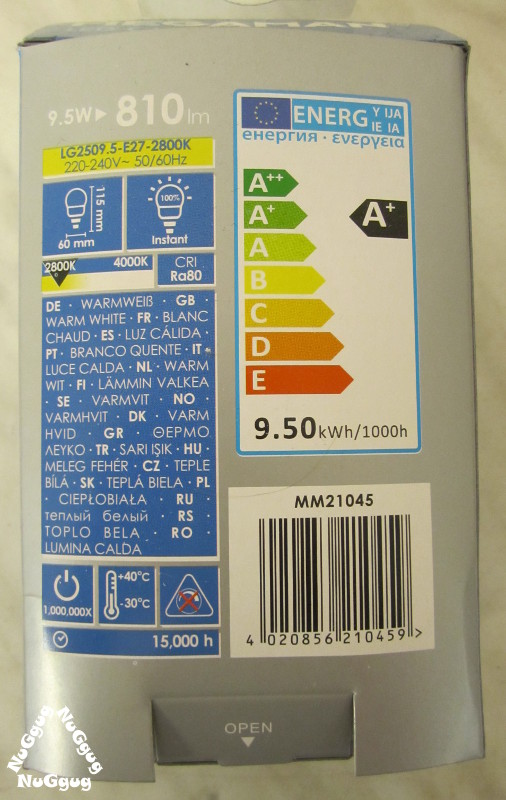 9.5W 810lm
LG2509.5-E27-2800K
220-240V~ 50/60Hz
115 mm
60 mm
100%
Instant
2800K 4000K
CRI
Ra80
DE · WARMWEIß · GB
WARM WHITE · FR · BLANC
CHAUD · ES · LUZ CÁLIDA ·
PT · BRANCO QUENTE · IT ·
LUCE CALDA · NL · WARM
WIT · FI · LÄMMIN VALKEA
· SE · VARMVIT · NO ·
VARMHVIT · DK · VARM
HVID · GR · ΘΕΡΜΟ
ΛΕΥΚΟ · TR · SARI IŞIK · HU ·
MELEG FEHÉR · CZ · TEPLE
BÍLÁ · SK · TEPLÁ BIELA · PL
· CIEPŁOBIAŁA · RU ·
теплый белый · RS ·
TOPLO BELA · RO ·
LUMINA CALDA
1,000,000X
+40°C
-30°C
15,000 h
ENERG Y IJA
IE IA
енергия · ενεργεια
A++
A+
A
B
C
D
E
A+
9.50 kWh/1000h
MM21045
4 020856 210459 >
OPEN
NuGgug
NuGgug
NuGgug